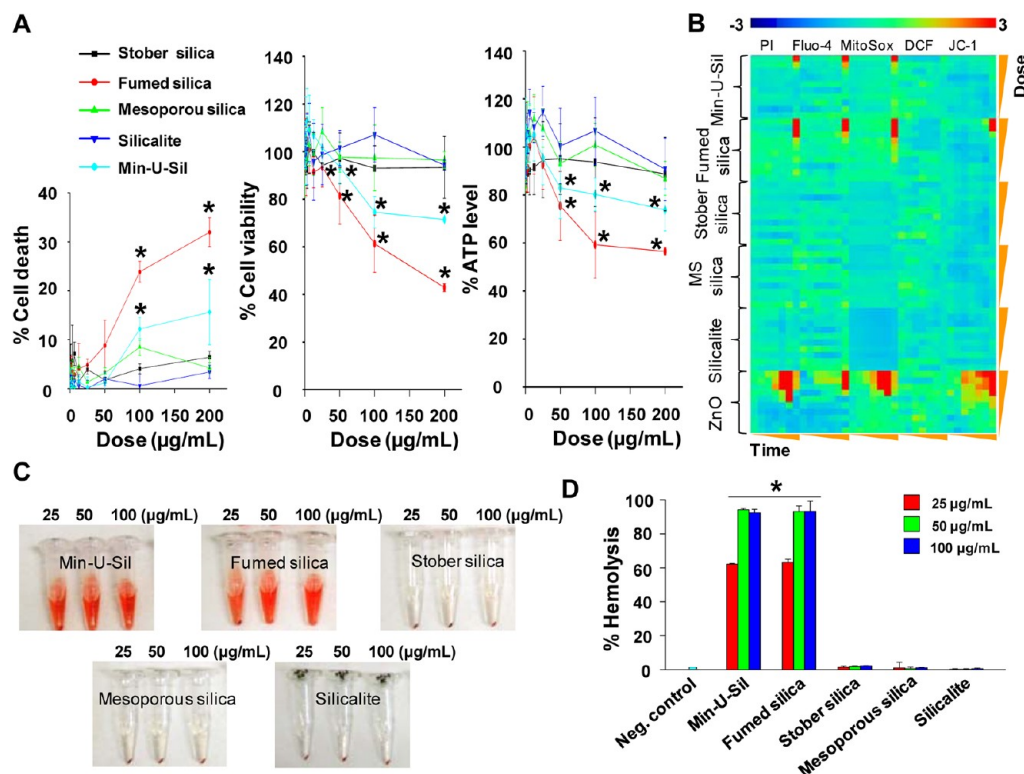 A
Stober silica
Fumed silica
Mesoporou silica
Silicalite
Min-U-Sil
% Cell death
40
30
20
10
0
0 50 100 150 200
Dose (µg/mL)
* * * *
% Cell viability
140
120
100
80
60
40
20
0
0 50 100 150 200
Dose (µg/mL)
* * * * * * *
% ATP level
140
120
100
80
60
40
20
0
0 50 100 150 200
Dose (µg/mL)
* * * * * *
B
-3 3
PI Fluo-4 MitoSox DCF JC-1
Min-U-Sil
Fumed silica
Stober silica
MS silica
Silicalite
ZnO
Dose
Time
C
25 50 100 (µg/mL)
Min-U-Sil
25 50 100 (µg/mL)
Fumed silica
25 50 100 (µg/mL)
Stober silica
25 50 100 (µg/mL)
Mesoporous silica
25 50 100 (µg/mL)
Silicalite
D
% Hemolysis
100
80
60
40
20
0
*
25 µg/mL
50 µg/mL
100 µg/mL
Neg. control
Min-U-Sil
Fumed silica
Stober silica
Mesoporous silica
Silicalite